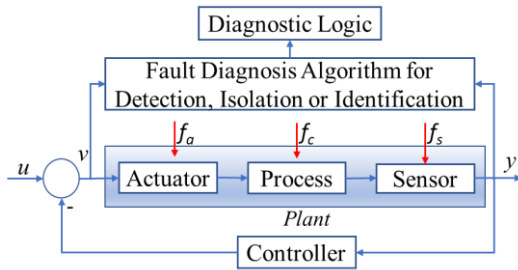 Diagnostic Logic
Fault Diagnosis Algorithm for
Detection, Isolation or Identification
fa
fc
fs
u
v
y
Actuator
Process
Sensor
-
Plant
Controller